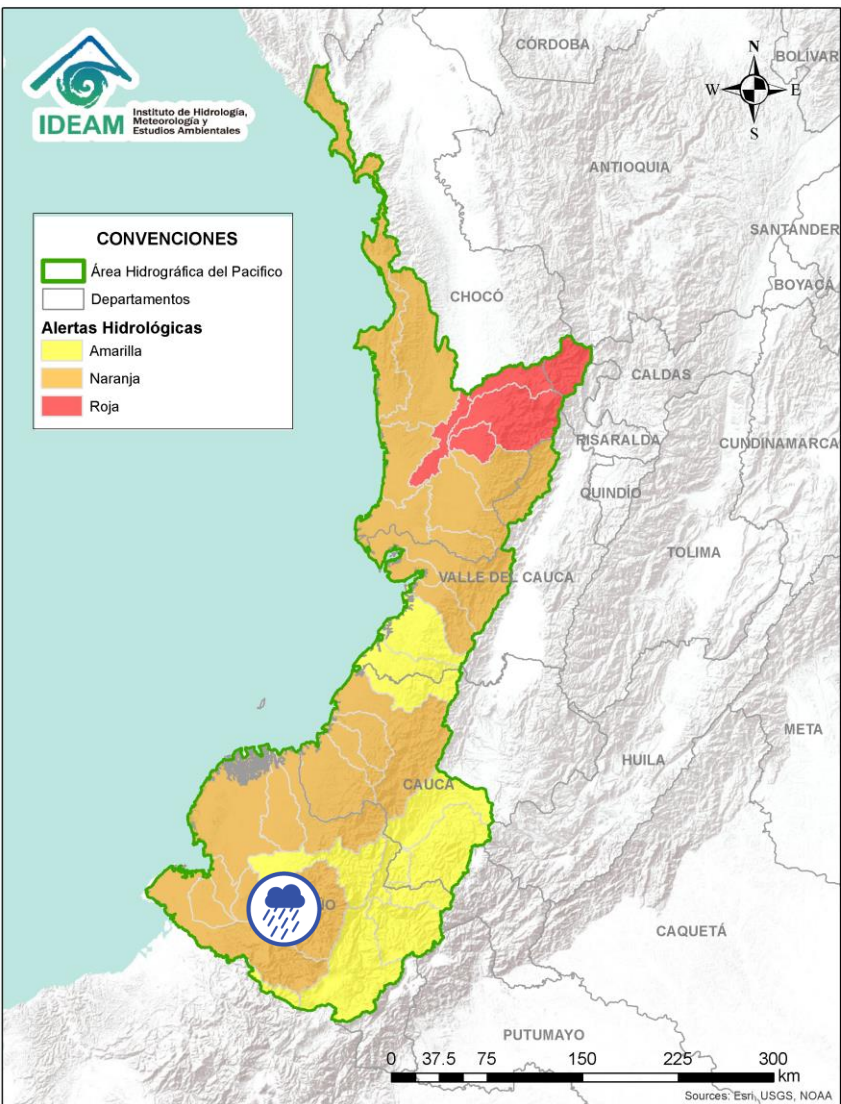 IDEAM
Instituto de Hidrología,
Meteorología y
Estudios Ambientales
CÓRDOBA
BOLÍVAR
N
W
E
S
ANTIOQUIA
SANTANDER
BOYACÁ
CONVENCIONES
Área Hidrográfica del Pacifico
Departamentos
Alertas Hidrológicas
Amarilla
Naranja
Roja
CHOCÓ
CALDAS
RISARALDA
CUNDINAMARCA
QUINDÍO
TOLIMA
VALLE DEL CAUCA
META
HUILA
CAUCA
CAQUETÁ
PUTUMAYO
0 37.5 75 150 225 300
km
Sources: Esri, USGS, NOAA